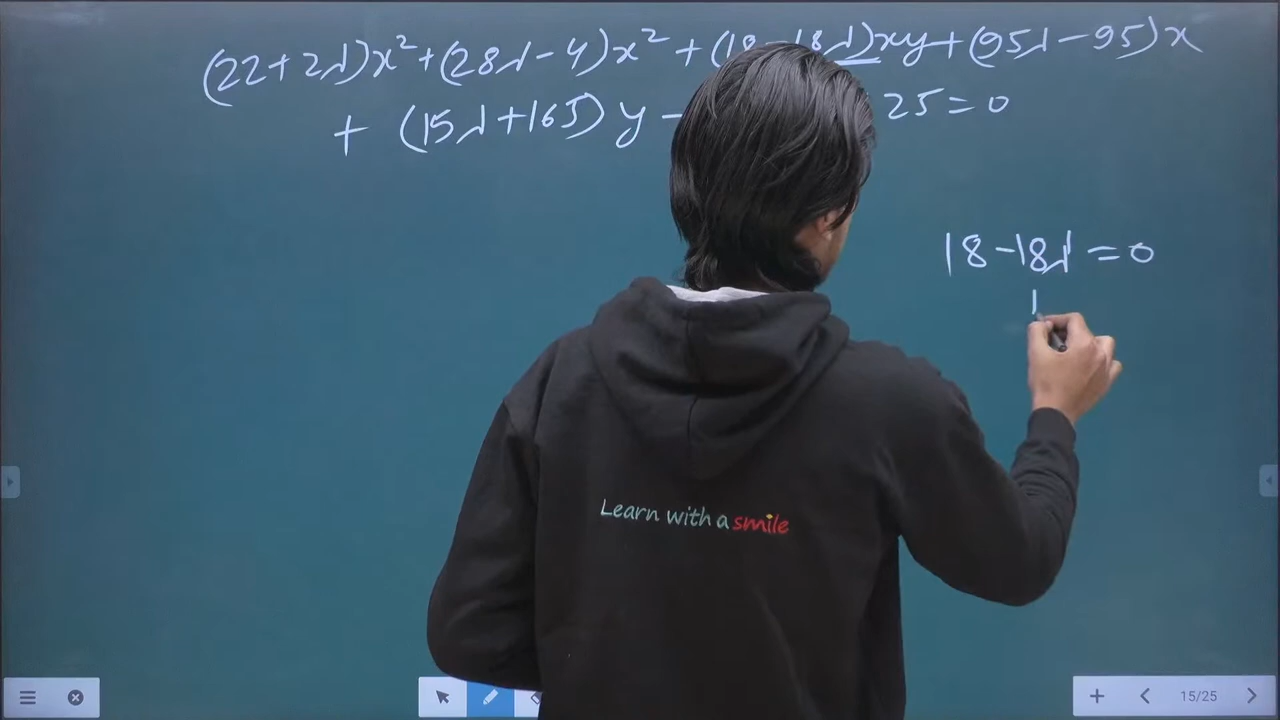 (22+2λ)x²+(28λ-4)x²+(18-18λ)xy+(95λ-95)x
+ (15λ+165)y - 25=0
18-18λ=0
Learn with a smile
15/25